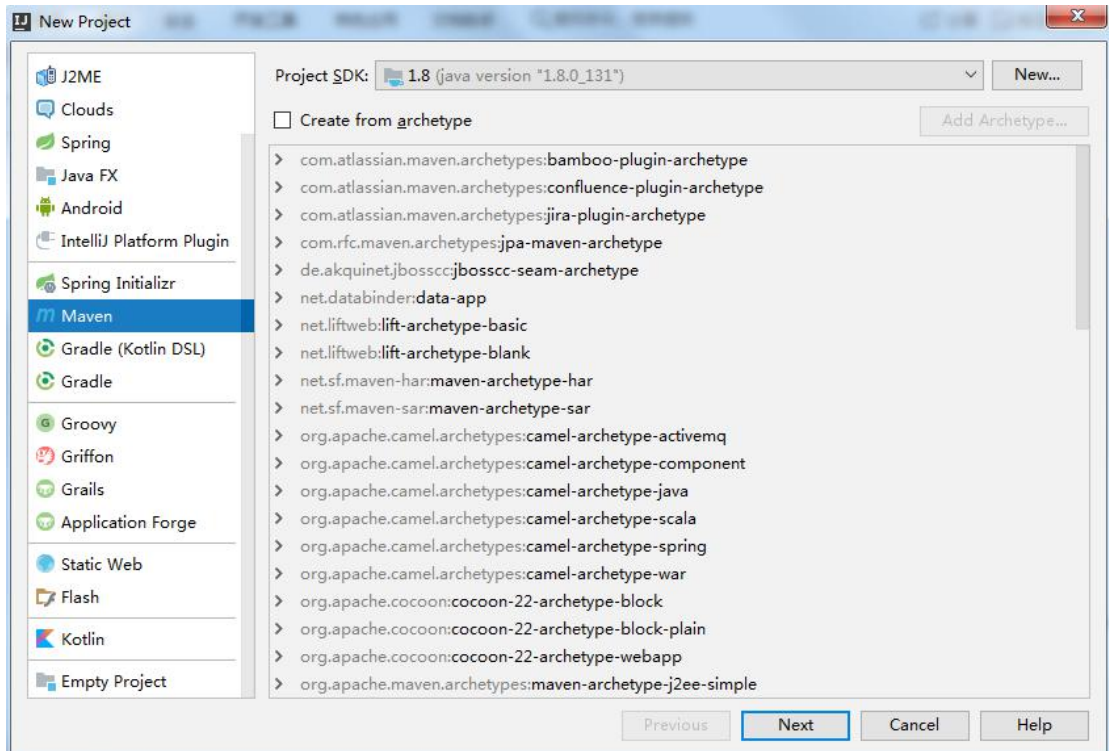 New Project
J2ME
Clouds
Spring
Java FX
Android
IntelliJ Platform Plugin
Spring Initializr
Maven
Gradle (Kotlin DSL)
Gradle
Groovy
Griffon
Grails
Application Forge
Static Web
Flash
Kotlin
Empty Project
Project SDK: 1.8 (java version "1.8.0_131") New...
Create from archetype Add Archetype...
com.atlassian.maven.archetypes:bamboo-plugin-archetype
com.atlassian.maven.archetypes:confluence-plugin-archetype
com.atlassian.maven.archetypes:jira-plugin-archetype
com.rfc.maven.archetypes:jpa-maven-archetype
de.akquinet.jbosscc:jbosscc-seam-archetype
net.databinder:data-app
net.liftweb:lift-archetype-basic
net.liftweb:lift-archetype-blank
net.sf.maven-har:maven-archetype-har
net.sf.maven-sar:maven-archetype-sar
org.apache.camel.archetypes:camel-archetype-activemq
org.apache.camel.archetypes:camel-archetype-component
org.apache.camel.archetypes:camel-archetype-java
org.apache.camel.archetypes:camel-archetype-scala
org.apache.camel.archetypes:camel-archetype-spring
org.apache.camel.archetypes:camel-archetype-war
org.apache.cocoon:cocoon-22-archetype-block
org.apache.cocoon:cocoon-22-archetype-block-plain
org.apache.cocoon:cocoon-22-archetype-webapp
org.apache.maven.archetypes:maven-archetype-j2ee-simple
Previous Next Cancel Help